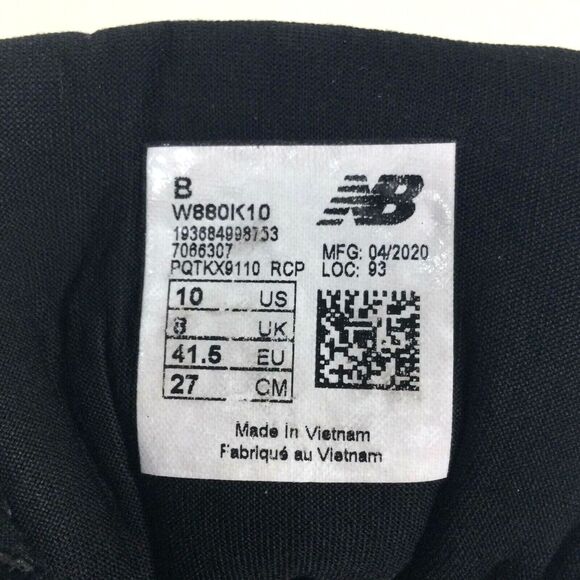 B
NB
W880K10
193684998753
7066307
MFG: 04/2020
PQTKX9110 RCP
LOC: 93
10 US
8 UK
41.5 EU
27 CM
Made in Vietnam
Fabriqué au Vietnam